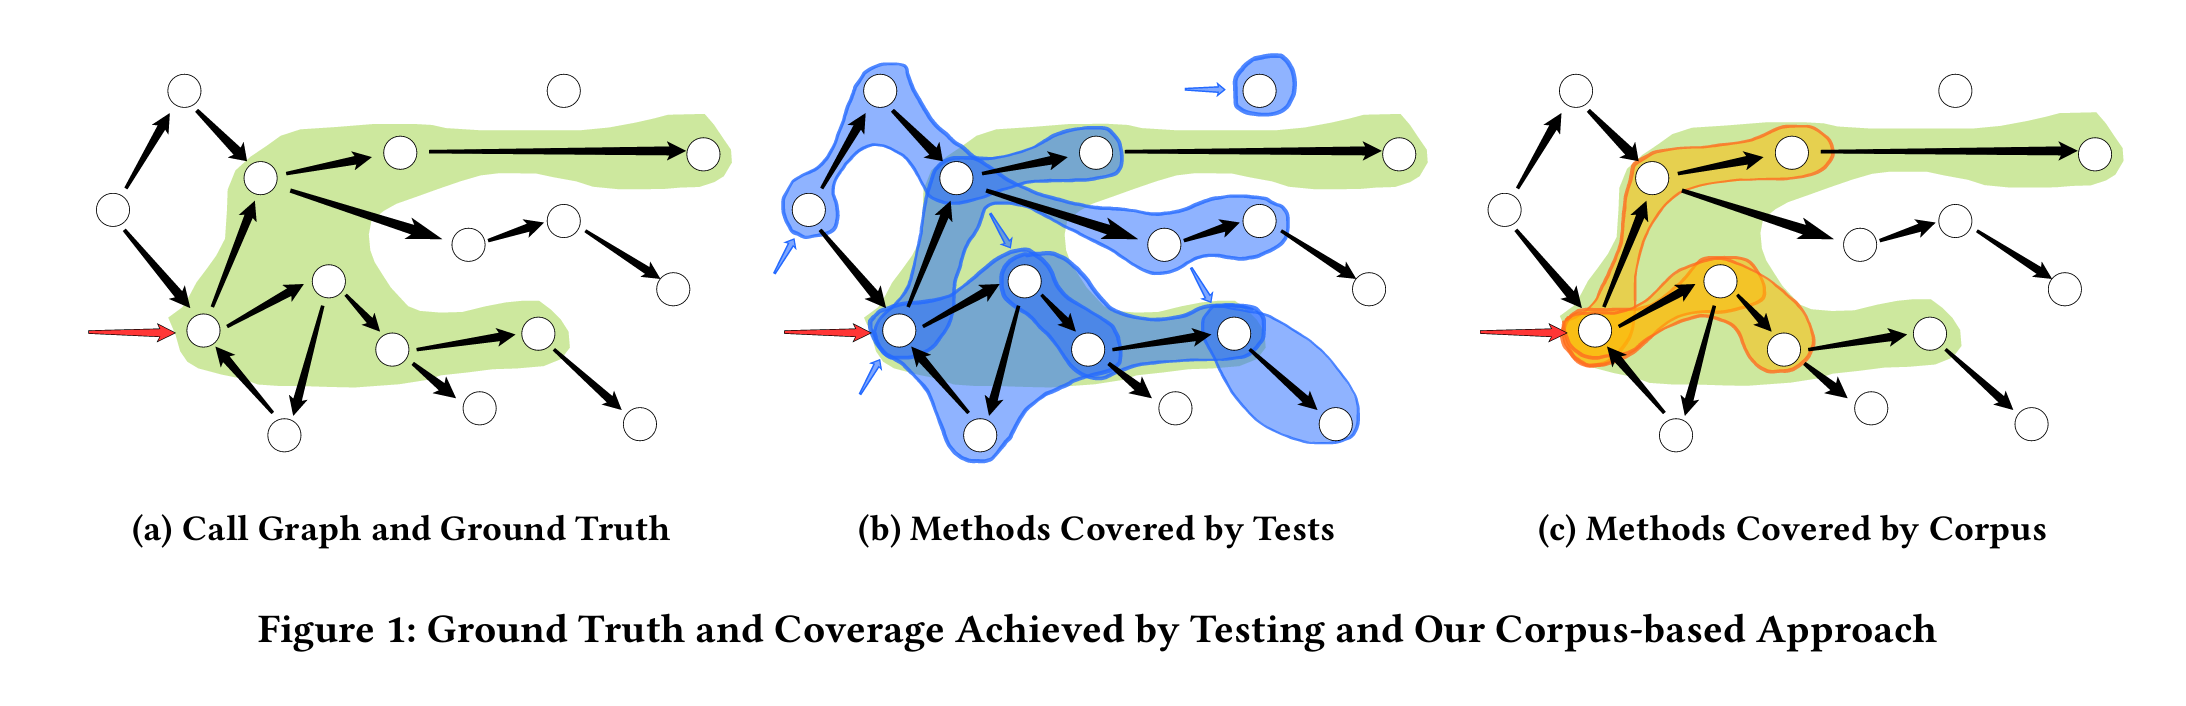 (a) Call Graph and Ground Truth
(b) Methods Covered by Tests
(c) Methods Covered by Corpus
Figure 1: Ground Truth and Coverage Achieved by Testing and Our Corpus-based Approach